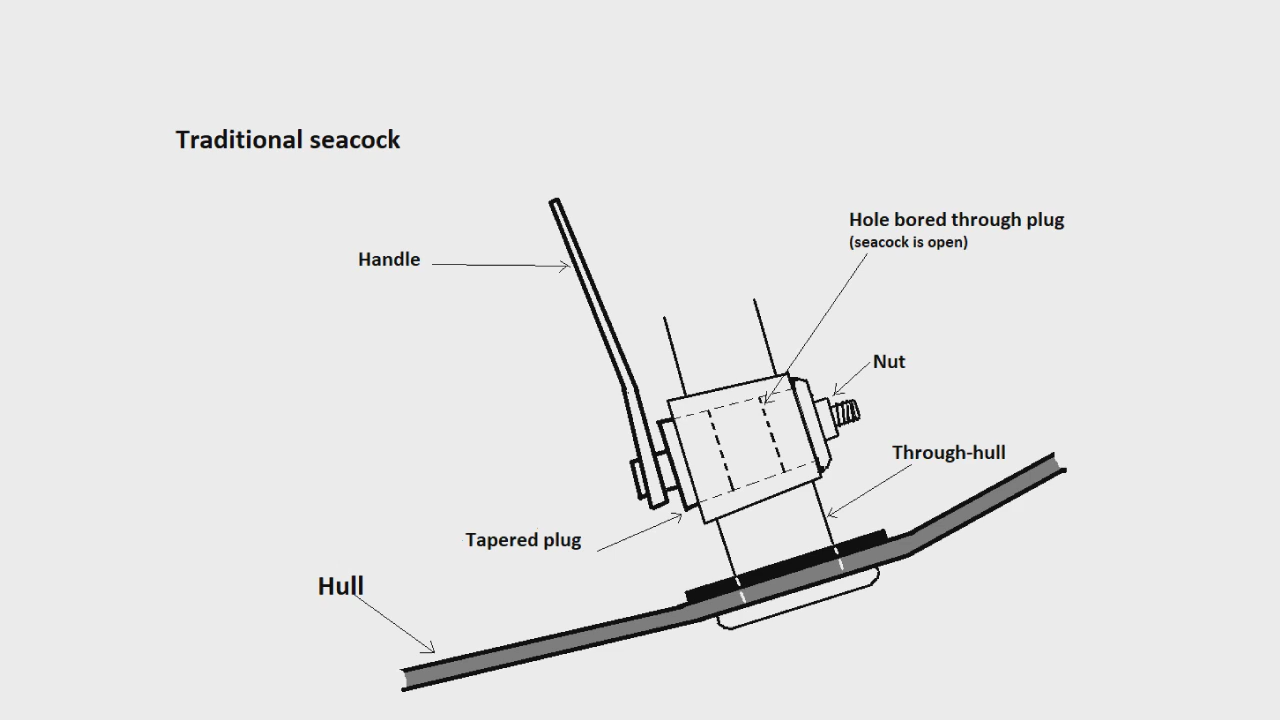 Traditional seacock
Hole bored through plug
(seacock is open)
Handle
Nut
Through-hull
Tapered plug
Hull